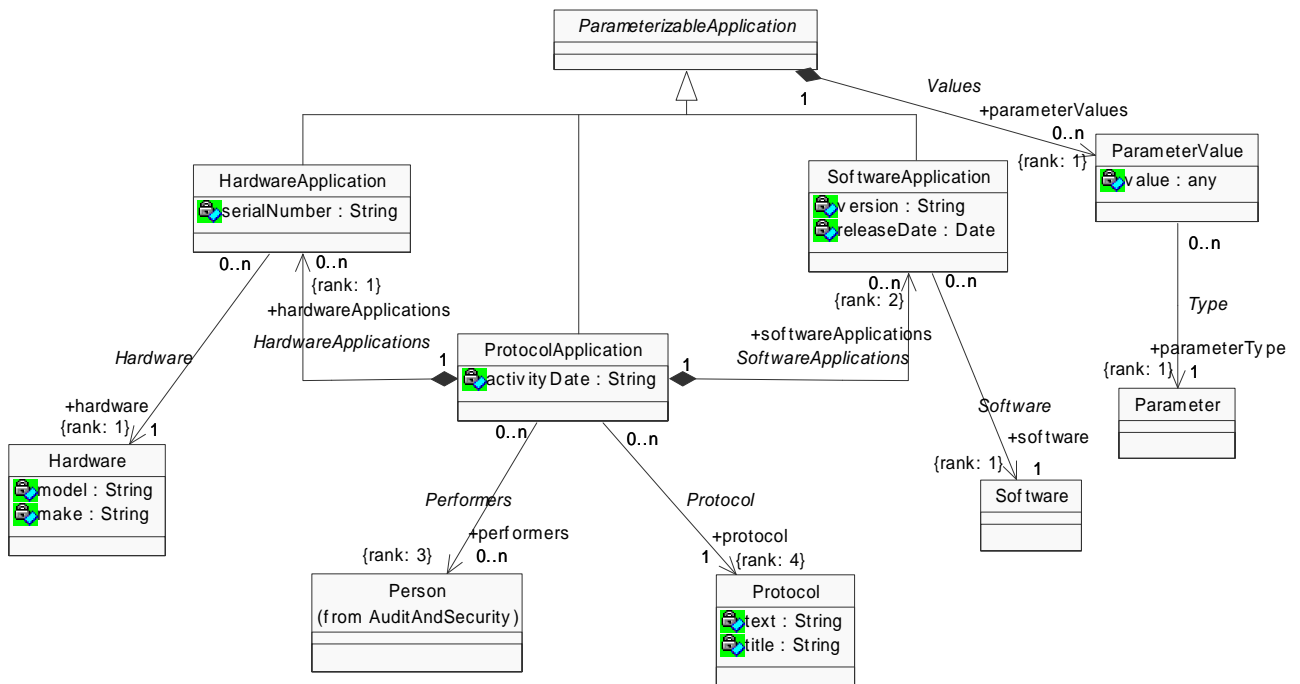 ParameterizableApplication
1
Values
+parameterValues
0..n
{rank: 1}
ParameterValue
value : any
HardwareApplication
serialNumber : String
SoftwareApplication
version : String
releaseDate : Date
0..n
0..n
{rank: 1}
+hardwareApplications
HardwareApplications
0..n
{rank: 2}
0..n
+softwareApplications
SoftwareApplications
0..n
Type
+parameterType
{rank: 1}
1
Parameter
1
ProtocolApplication
activityDate : String
1
Hardware
+hardware
{rank: 1}
1
Hardware
model : String
make : String
0..n
0..n
Software
+software
{rank: 1}
1
Software
Performers
+performers
{rank: 3}
0..n
Protocol
+protocol
1
{rank: 4}
Person
(from AuditAndSecurity)
Protocol
text : String
title : String